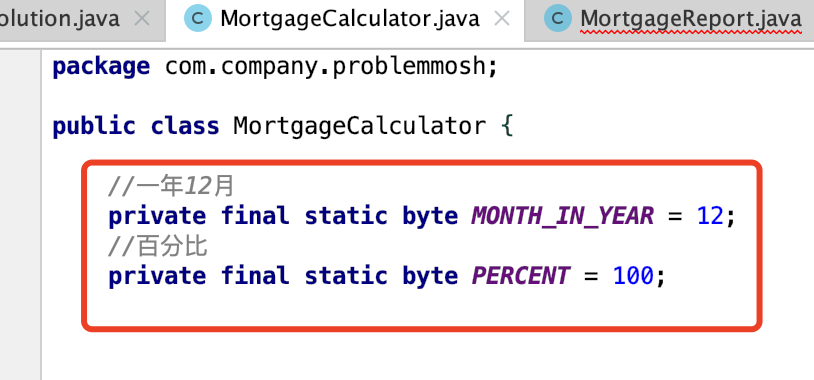 olution.java MortgageCalculator.java MortgageReport.java
package com.company.problemmosh;
public class MortgageCalculator {
//一年12月
private final static byte MONTH_IN_YEAR = 12;
//百分比
private final static byte PERCENT = 100;